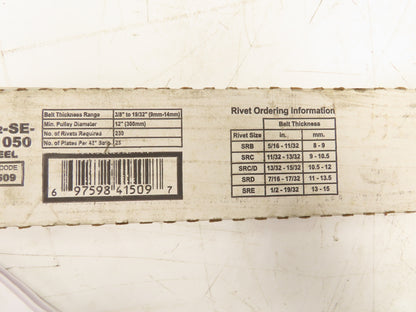 -SE-
1050
EEL
CODE
509
Belt Thickness Range 3/8" to 19/32" (9mm-14mm)
Min. Pulley Diameter 12" (300mm)
No. of Rivets Required 230
No. of Plates Per 42" Strip 23
6 97598 41509 7
Rivet Ordering Information
Belt Thickness
Rivet Size in. mm.
SRB 5/16 - 11/32 8 - 9
SRC 11/32 - 13/32 9 - 10.5
SRC/D 13/32 - 15/32 10.5 - 12
SRD 7/16 - 17/32 11 - 13.5
SRE 1/2 - 19/32 13 - 15